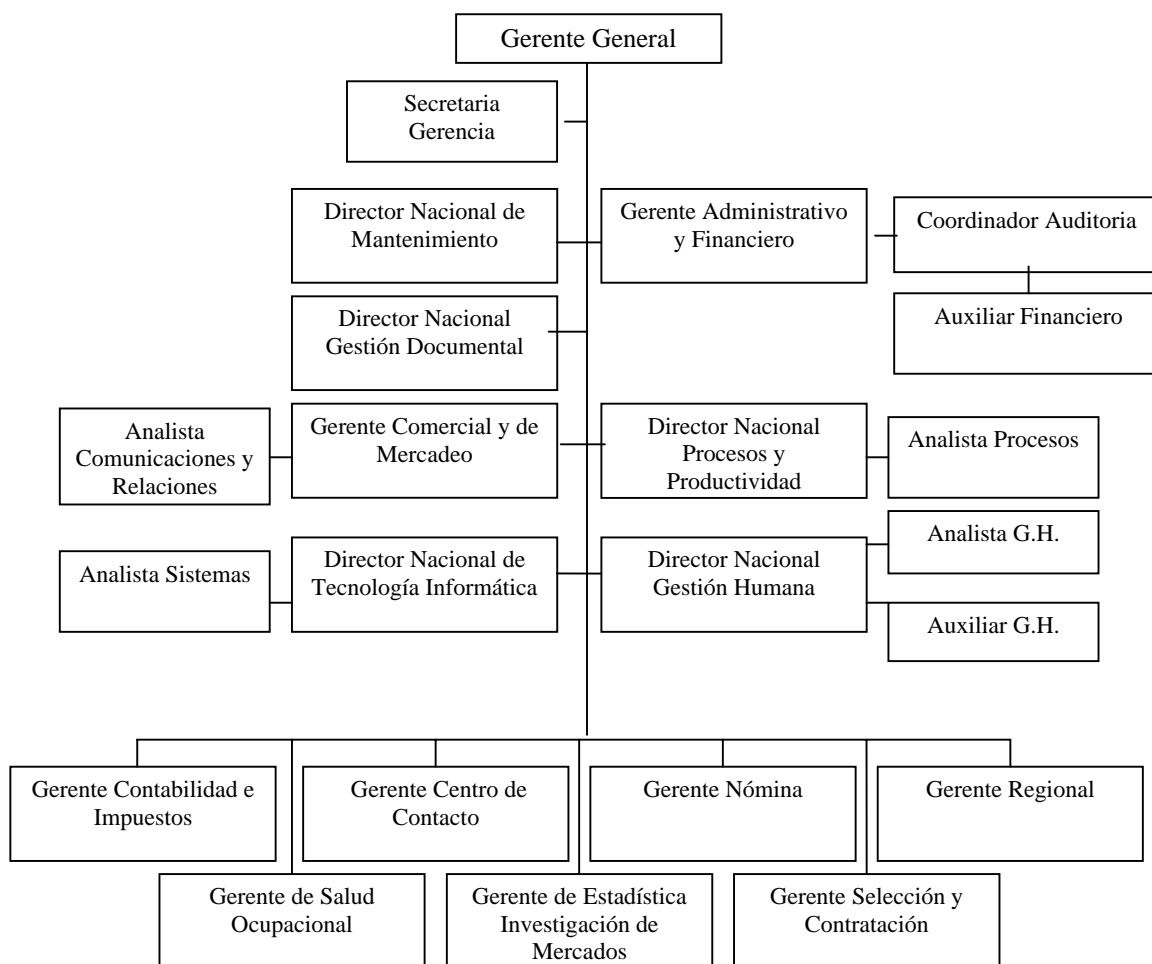 Gerente General
Secretaria
Gerencia
Director Nacional de
Mantenimiento
Gerente Administrativo
y Financiero
Coordinador Auditoria
Auxiliar Financiero
Director Nacional
Gestión Documental
Analista
Comunicaciones y
Relaciones
Gerente Comercial y de
Mercadeo
Director Nacional
Procesos y
Productividad
Analista Procesos
Analista Sistemas
Director Nacional de
Tecnología Informática
Director Nacional
Gestión Humana
Analista G.H.
Auxiliar G.H.
Gerente Contabilidad e
Impuestos
Gerente Centro de
Contacto
Gerente Nómina
Gerente Regional
Gerente de Salud
Ocupacional
Gerente de Estadística
Investigación de
Mercados
Gerente Selección y
Contratación